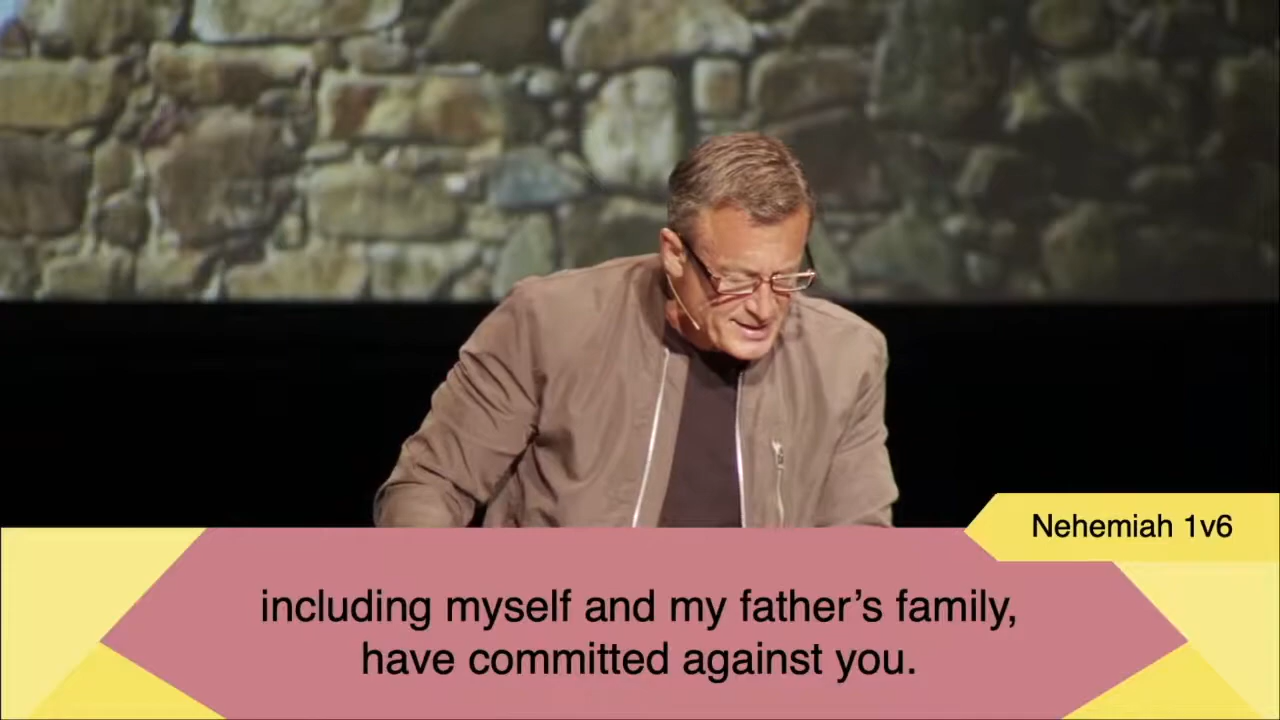 Nehemiah 1v6
including myself and my father’s family,
have committed against you.